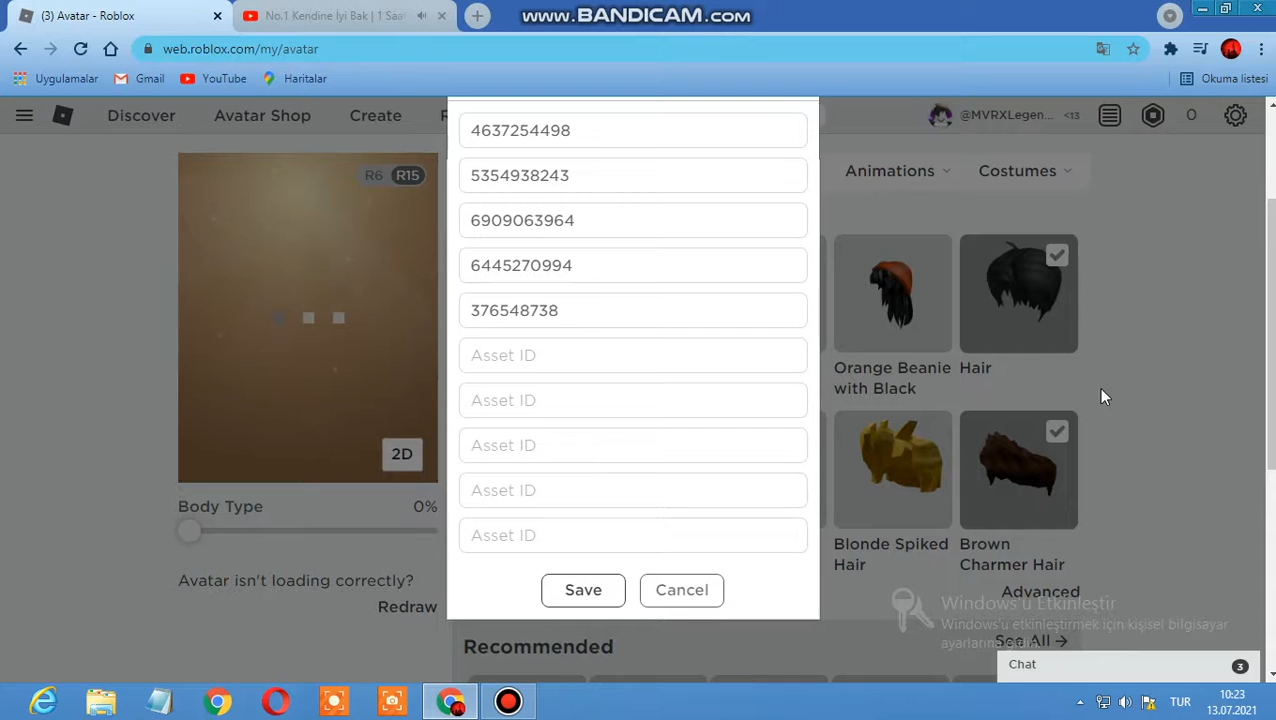 (3) Avatar - Roblox
No.1 Kendine İyi Bak | 1 Saa
www.BANDICAM.com
web.roblox.com/my/avatar
Uygulamalar
Gmail
YouTube
Haritalar
Okuma listesi
Discover
Avatar Shop
Create
@MVRXLegen...
<13
0
R6
R15
Animations
Costumes
4637254498
5354938243
6909063964
6445270994
376548738
Asset ID
Asset ID
Asset ID
Asset ID
Asset ID
Save
Cancel
2D
Body Type
0%
Avatar isn't loading correctly?
Redraw
Orange Beanie
with Black
Hair
Blonde Spiked
Hair
Brown
Charmer Hair
Advanced
Windows'u Etkinleştir
Windows'u etkinleştirmek için kişisel bilgisayar
ayarlarına gidin.
See All
Recommended
Chat
3
TUR
10:23
13.07.2021